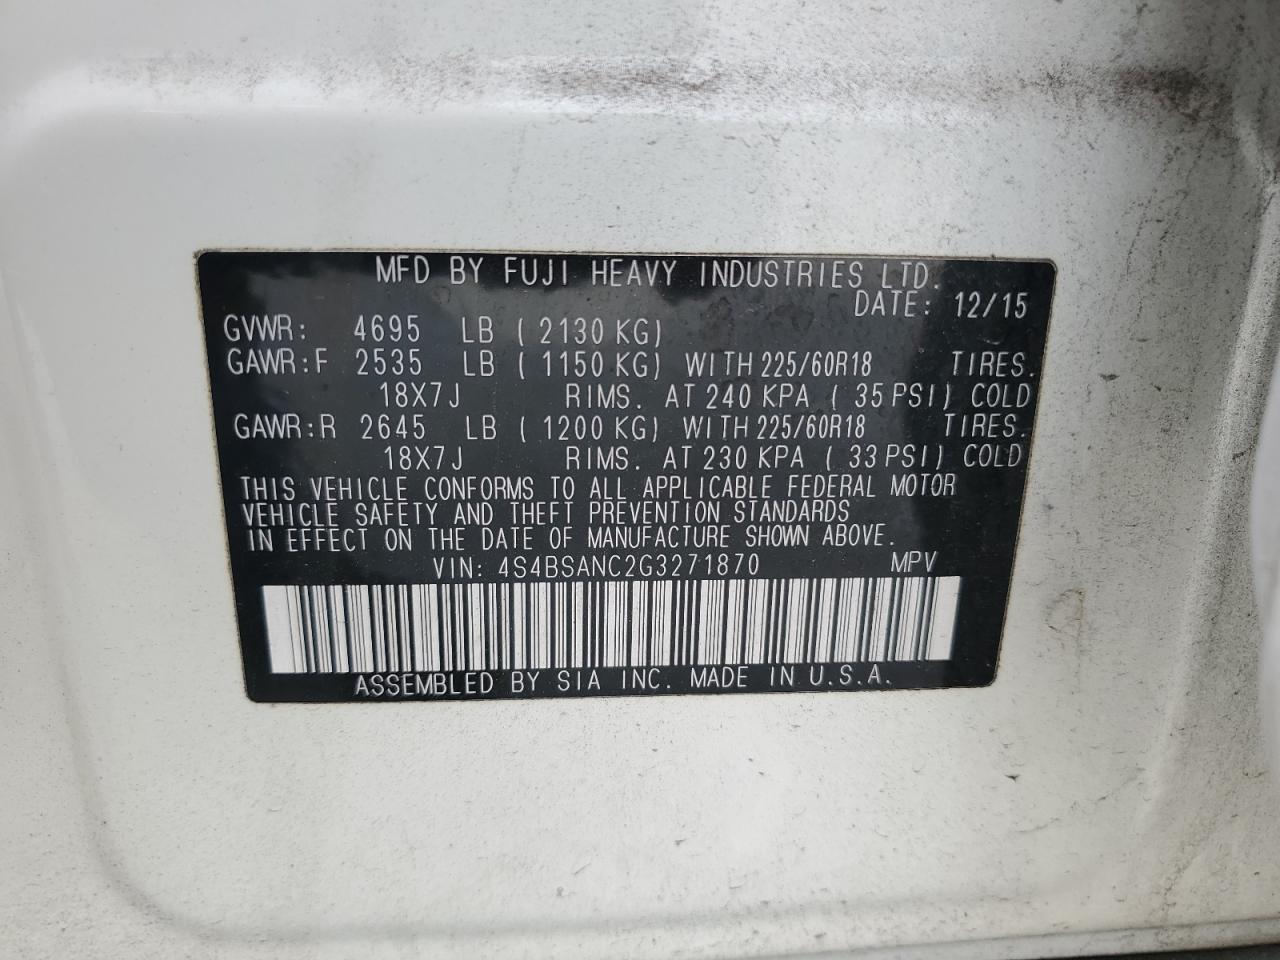 MFD BY FUJI HEAVY INDUSTRIES LTD.
DATE: 12/15
GVWR: 4695 LB ( 2130 KG)
GAWR:F 2535 LB ( 1150 KG) WITH 225/60R18 TIRES.
18X7J RIMS. AT 240 KPA ( 35 PSI) COLD
GAWR:R 2645 LB ( 1200 KG) WITH 225/60R18 TIRES.
18X7J RIMS. AT 230 KPA ( 33 PSI) COLD
THIS VEHICLE CONFORMS TO ALL APPLICABLE FEDERAL MOTOR
VEHICLE SAFETY AND THEFT PREVENTION STANDARDS
IN EFFECT ON THE DATE OF MANUFACTURE SHOWN ABOVE.
VIN: 4S4BSANC2G3271870 MPV
ASSEMBLED BY SIA INC. MADE IN U.S.A.